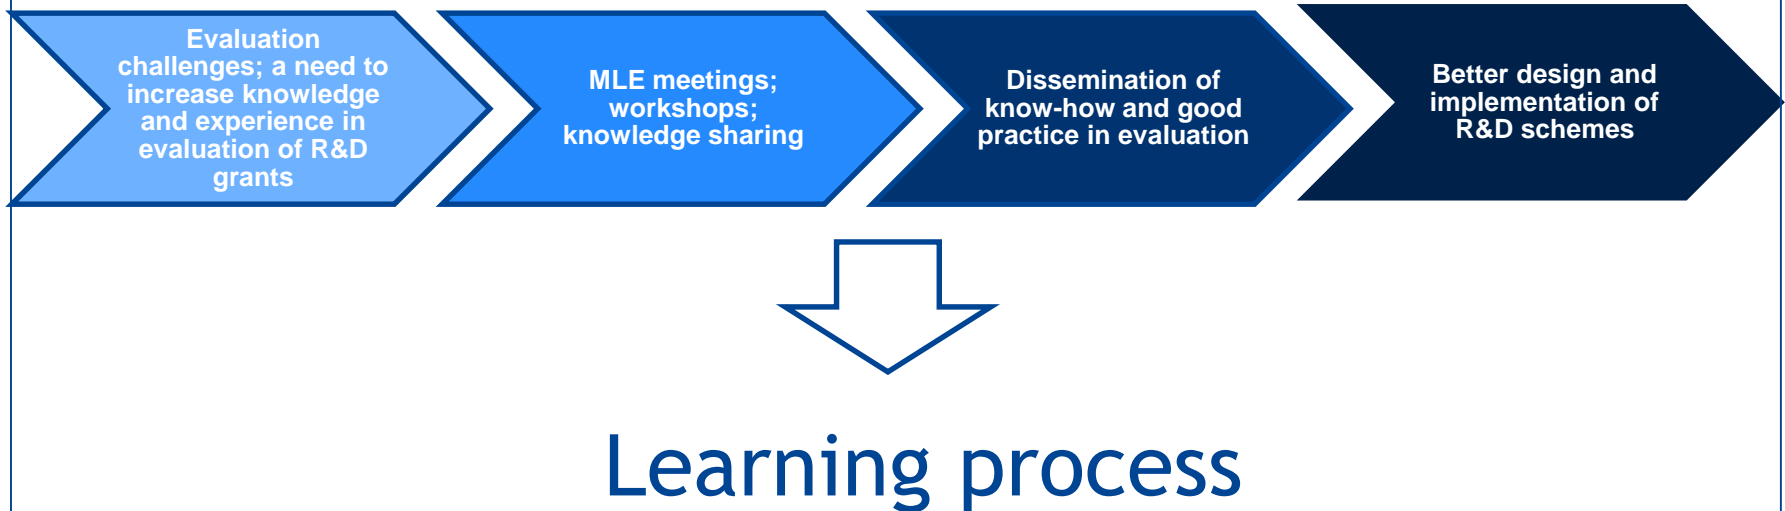 Evaluation
challenges; a need to
increase knowledge
and experience in
evaluation of R&D
grants
MLE meetings;
workshops;
knowledge sharing
Dissemination of
know-how and good
practice in evaluation
Better design and
implementation of
R&D schemes
Learning process